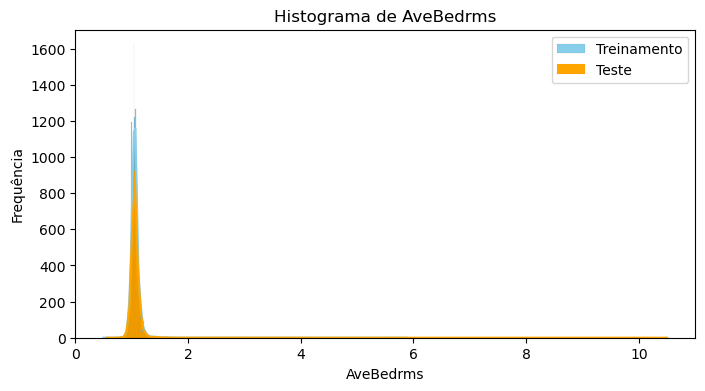 Histograma de AveBedrms
Treinamento
Teste
Frequência
1600
1400
1200
1000
800
600
400
200
0
0 2 4 6 8 10
AveBedrms